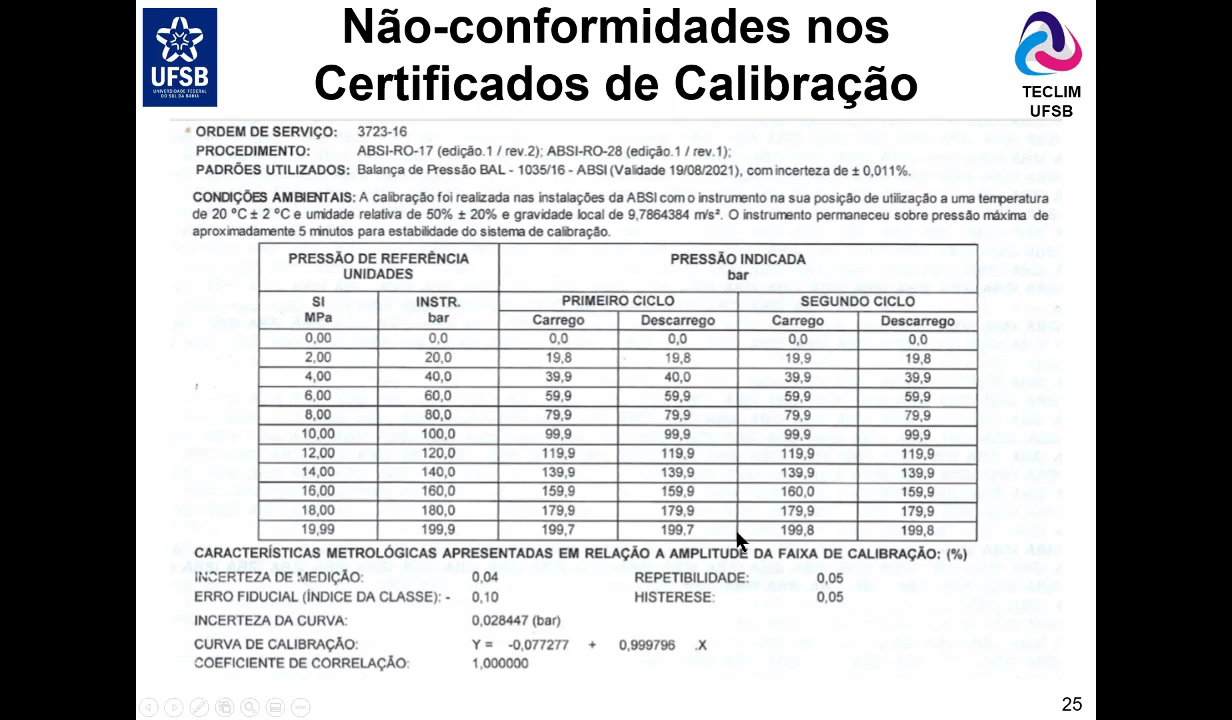 Não-conformidades nos
Certificados de Calibração
UFSB
UNIVERSIDADE FEDERAL
DO SUL DA BAHIA
TECLIM
UFSB
ORDEM DE SERVIÇO: 3723-16
PROCEDIMENTO: ABSI-RO-17 (edição.1 / rev.2); ABSI-RO-28 (edição.1 / rev.1);
PADRÕES UTILIZADOS: Balança de Pressão BAL - 1035/16 - ABSI (Validade 19/08/2021), com incerteza de ± 0,011%.
CONDIÇÕES AMBIENTAIS: A calibração foi realizada nas instalações da ABSI com o instrumento na sua posição de utilização a uma temperatura
de 20 ºC ± 2 ºC e umidade relativa de 50% ± 20% e gravidade local de 9,7864384 m/s². O instrumento permaneceu sobre pressão máxima de
aproximadamente 5 minutos para estabilidade do sistema de calibração.
PRESSÃO DE REFERÊNCIA PRESSÃO INDICADA
UNIDADES bar
SI INSTR. PRIMEIRO CICLO SEGUNDO CICLO
MPa bar Carrego Descarrego Carrego Descarrego
0,00 0,0 0,0 0,0 0,0 0,0
2,00 20,0 19,8 19,8 19,9 19,8
4,00 40,0 39,9 40,0 39,9 39,9
6,00 60,0 59,9 59,9 59,9 59,9
8,00 80,0 79,9 79,9 79,9 79,9
10,00 100,0 99,9 99,9 99,9 99,9
12,00 120,0 119,9 119,9 119,9 119,9
14,00 140,0 139,9 139,9 139,9 139,9
16,00 160,0 159,9 159,9 160,0 159,9
18,00 180,0 179,9 179,9 179,9 179,9
19,99 199,9 199,7 199,7 199,8 199,8
CARACTERÍSTICAS METROLÓGICAS APRESENTADAS EM RELAÇÃO A AMPLITUDE DA FAIXA DE CALIBRAÇÃO: (%)
INCERTEZA DE MEDIÇÃO: 0,04 REPETIBILIDADE: 0,05
ERRO FIDUCIAL (ÍNDICE DA CLASSE): - 0,10 HISTERESE: 0,05
INCERTEZA DA CURVA: 0,028447 (bar)
CURVA DE CALIBRAÇÃO: Y = -0,077277 + 0,999796 .X
COEFICIENTE DE CORRELAÇÃO: 1,000000
25